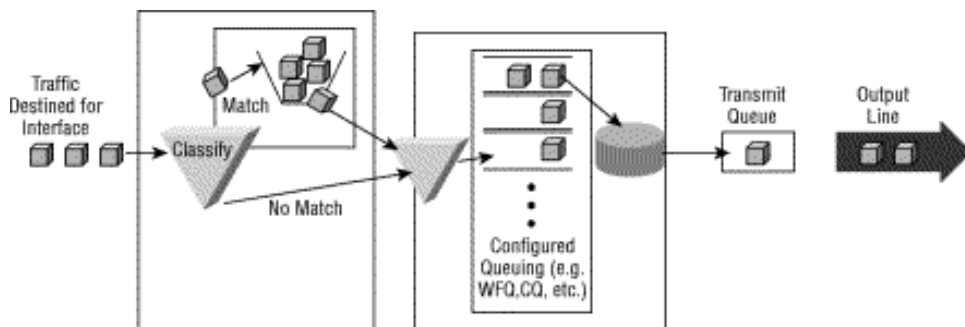 Traffic
Destined for
Interface
Match
Classify
No Match
Configured
Queuing (e.g.
WFQ,CQ, etc.)
Transmit
Queue
Output
Line